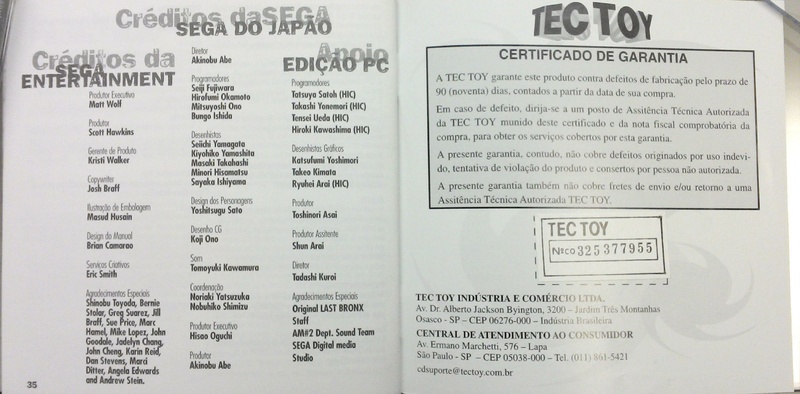 Créditos da SEGA
SEGA DO JAPÃO
Créditos da
SEGA
ENTERTAINMENT
Produtor Executivo
Matt Wolf
Produtor
Scott Hawkins
Gerente de Produto
Kristi Walker
Copywriter
Josh Braff
Ilustração de Embalagem
Masud Husain
Design do Manual
Brian Camarao
Serviços Criativos
Eric Smith
Agradecimentos Especiais
Shinobu Toyoda, Bernie
Stolar, Greg Suarez, Jill
Braff, Sue Price, Marc
Hamel, Mike Lopez, John
Goodale, Jadelyn Chang,
John Cheng, Karin Reid,
Dan Stevens, Marci
Ditter, Angela Edwards
and Andrew Stein.
35
Diretor
Akinobu Abe
Programadores
Seiji Fujiwara
Hirofumi Okamoto
Mitsuyoshi Ono
Bungo Ishida
Desenhistas
Seiichi Yamagata
Kiyohiko Yamashita
Masaki Takahashi
Minori Hisamatsu
Sayaka Ishiyama
Design dos Personagens
Yoshitsugu Sato
Desenho CG
Koji Ono
Som
Tomoyuki Kawamura
Coordenação
Noriaki Yatsuzuka
Nobuhiko Shimizu
Produtor Executivo
Hisao Oguchi
Produtor
Akinobu Abe
Apoio
EDIÇÃO PC
Programadores
Tatsuya Satoh (HIC)
Takashi Yonemori (HIC)
Tensei Ueda (HIC)
Hiroki Kawashima (HIC)
Desenhistas Gráficos
Katsufumi Yoshimori
Takeo Kimata
Ryuhei Arai (HIC)
Produtor
Toshinori Asai
Produtor Assitente
Shun Arai
Diretor
Tadashi Kuroi
Agradecimentos Especiais
Original LAST BRONX
Staff
AM#2 Dept. Sound Team
SEGA Digital media
Studio
TEC TOY
CERTIFICADO DE GARANTIA
A TEC TOY garante este produto contra defeitos de fabricação pelo prazo de
90 (noventa) dias, contados a partir da data de sua compra.
Em caso de defeito, dirija-se a um posto de Assitência Técnica Autorizada
da TEC TOY munido deste certificado e da nota fiscal comprobatória da
compra, para obter os serviços cobertos por esta garantia.
A presente garantia, contudo, não cobre defeitos originados por uso indevi-
do, tentativa de violação do produto e consertos por pessoa não autorizada.
A presente garantia também não cobre fretes de envio e/ou retorno a uma
Assitência Técnica Autorizada TEC TOY.
TEC TOY
Nºco 325377955
TEC TOY INDÚSTRIA E COMÉRCIO LTDA.
Av. Dr. Alberto Jackson Byington, 3200 – Jardim Três Montanhas
Osasco - SP – CEP 06276-000 – Indústria Brasileira
CENTRAL DE ATENDIMENTO AO CONSUMIDOR
Av. Ermano Marchetti, 576 – Lapa
São Paulo - SP – CEP 05038-000 – Tel. (011) 861-5421
cdsuporte@tectoy.com.br